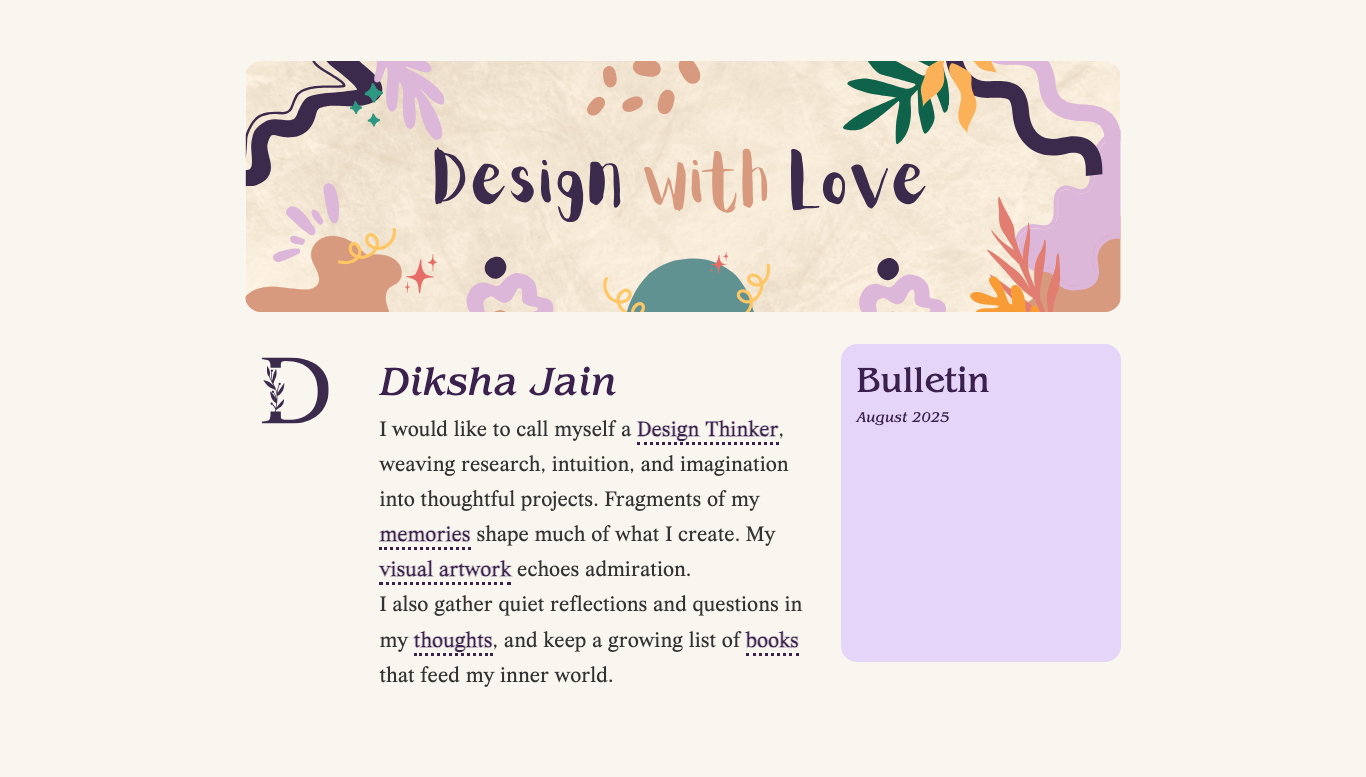 Design with Love
D
Diksha Jain
I would like to call myself a Design Thinker,
weaving research, intuition, and imagination
into thoughtful projects. Fragments of my
memories shape much of what I create. My
visual artwork echoes admiration.
I also gather quiet reflections and questions in
my thoughts, and keep a growing list of books
that feed my inner world.
Bulletin
August 2025